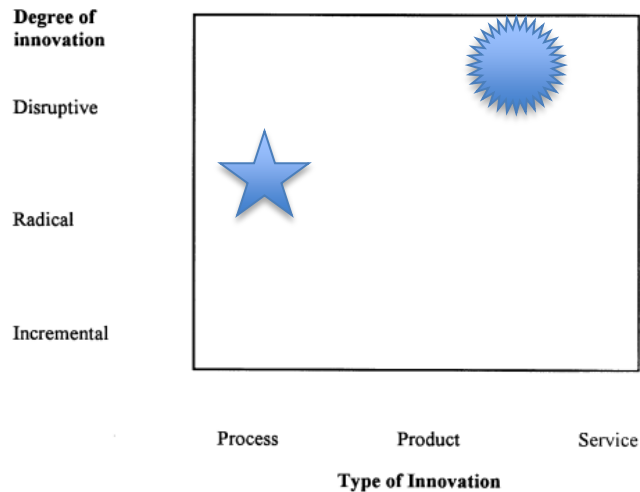 Degree of
innovation
Disruptive
Radical
Incremental
Process Product Service
Type of Innovation